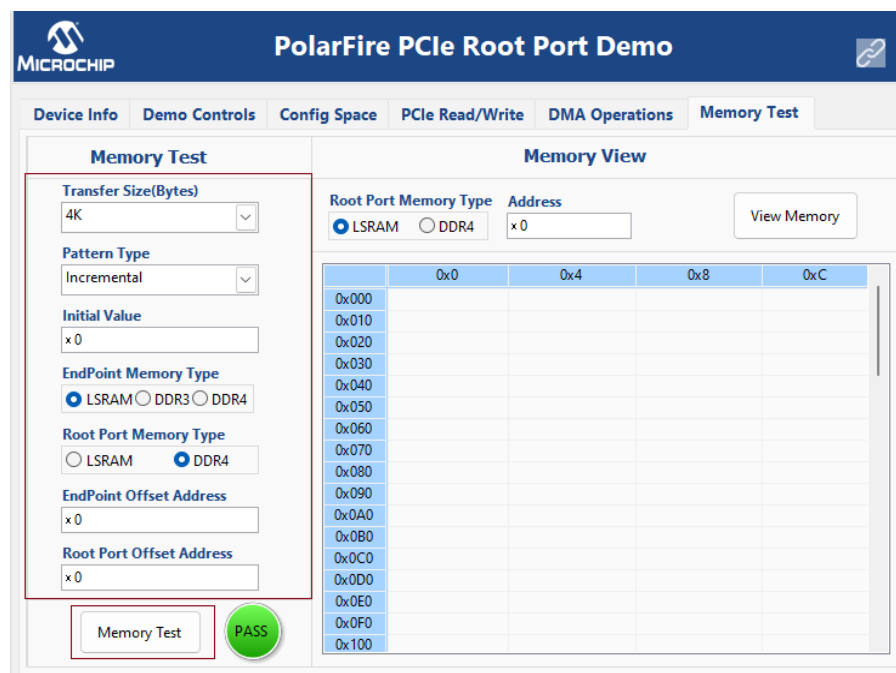 MICROCHIP
PolarFire PCIe Root Port Demo
Device Info Demo Controls Config Space PCIe Read/Write DMA Operations Memory Test
Memory Test
Transfer Size(Bytes)
4K
Pattern Type
Incremental
Initial Value
x 0
EndPoint Memory Type
LSRAM DDR3 DDR4
Root Port Memory Type
LSRAM DDR4
EndPoint Offset Address
x 0
Root Port Offset Address
x 0
Memory Test PASS
Memory View
Root Port Memory Type Address
LSRAM DDR4 x 0 View Memory
0x0 0x4 0x8 0xC
0x000
0x010
0x020
0x030
0x040
0x050
0x060
0x070
0x080
0x090
0x0A0
0x0B0
0x0C0
0x0D0
0x0E0
0x0F0
0x100